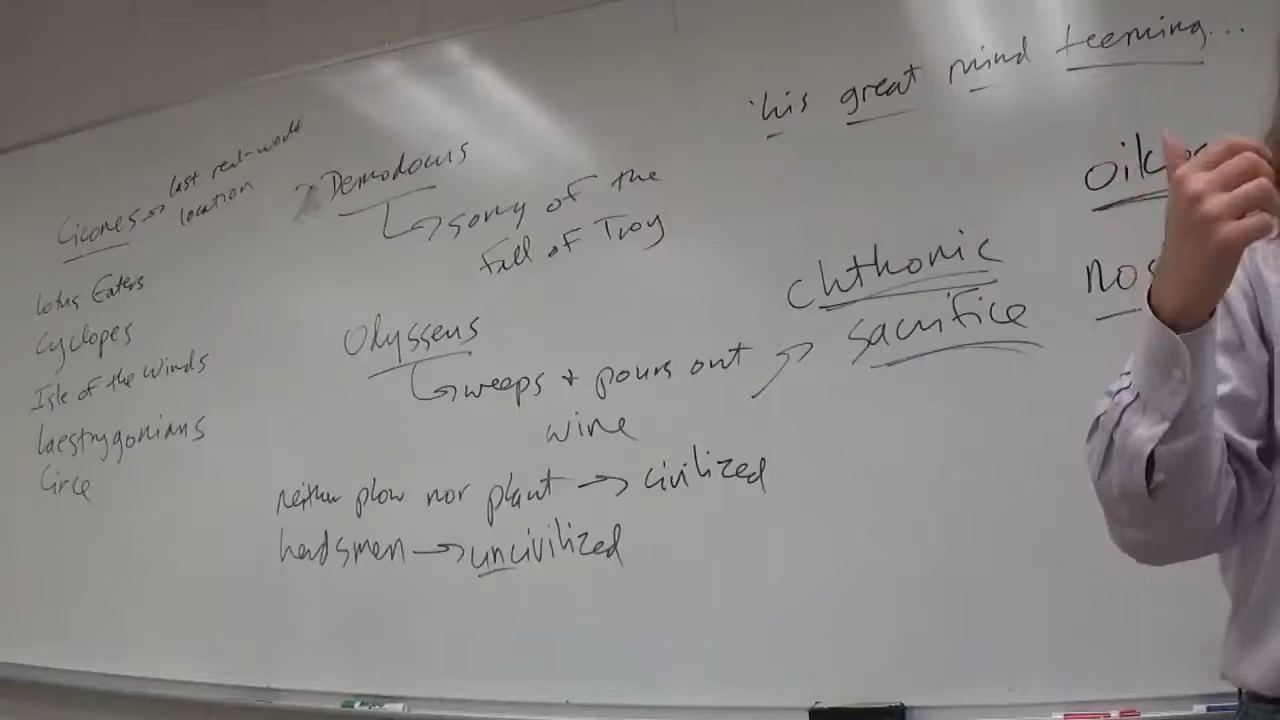 his great mind teeming...
Cicones → last real-world
location
Lotus Eaters
Cyclopes
Isle of the Winds
Laestrygonians
Circe
Demodocus
↳ song of the
Fall of Troy
Odysseus
↳ weeps + pours out →
wine
neither plow nor plant → civilized
herdsmen → uncivilized
chthonic
sacrifice